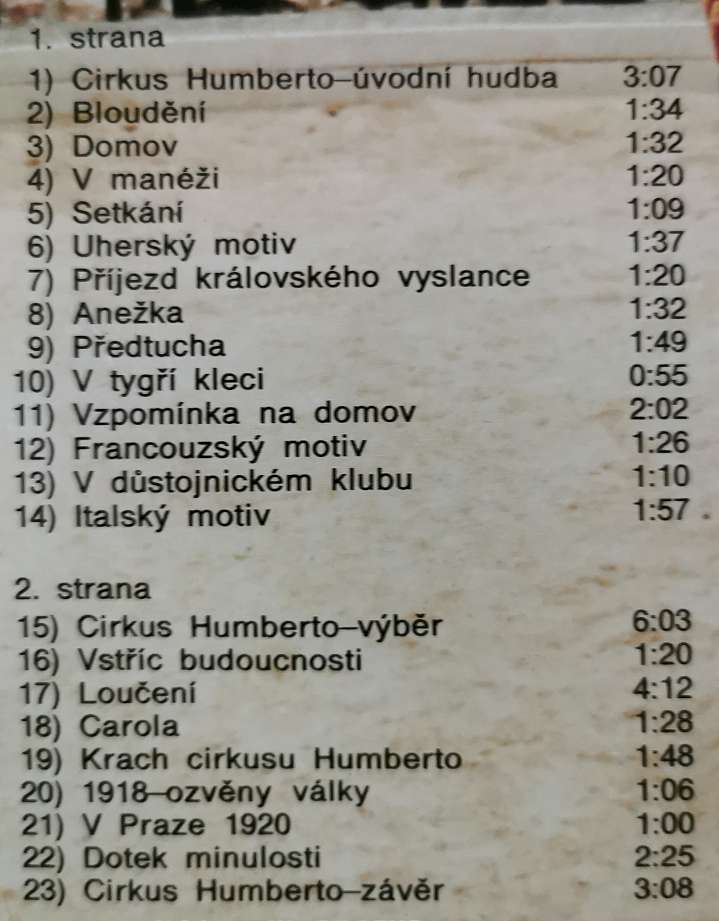 1. strana
1) Cirkus Humberto–úvodní hudba 3:07
2) Bloudění 1:34
3) Domov 1:32
4) V manéži 1:20
5) Setkání 1:09
6) Uherský motiv 1:37
7) Příjezd královského vyslance 1:20
8) Anežka 1:32
9) Předtucha 1:49
10) V tygří kleci 0:55
11) Vzpomínka na domov 2:02
12) Francouzský motiv 1:26
13) V důstojnickém klubu 1:10
14) Italský motiv 1:57
2. strana
15) Cirkus Humberto–výběr 6:03
16) Vstříc budoucnosti 1:20
17) Loučení 4:12
18) Carola 1:28
19) Krach cirkusu Humberto 1:48
20) 1918–ozvěny války 1:06
21) V Praze 1920 1:00
22) Dotek minulosti 2:25
23) Cirkus Humberto–závěr 3:08